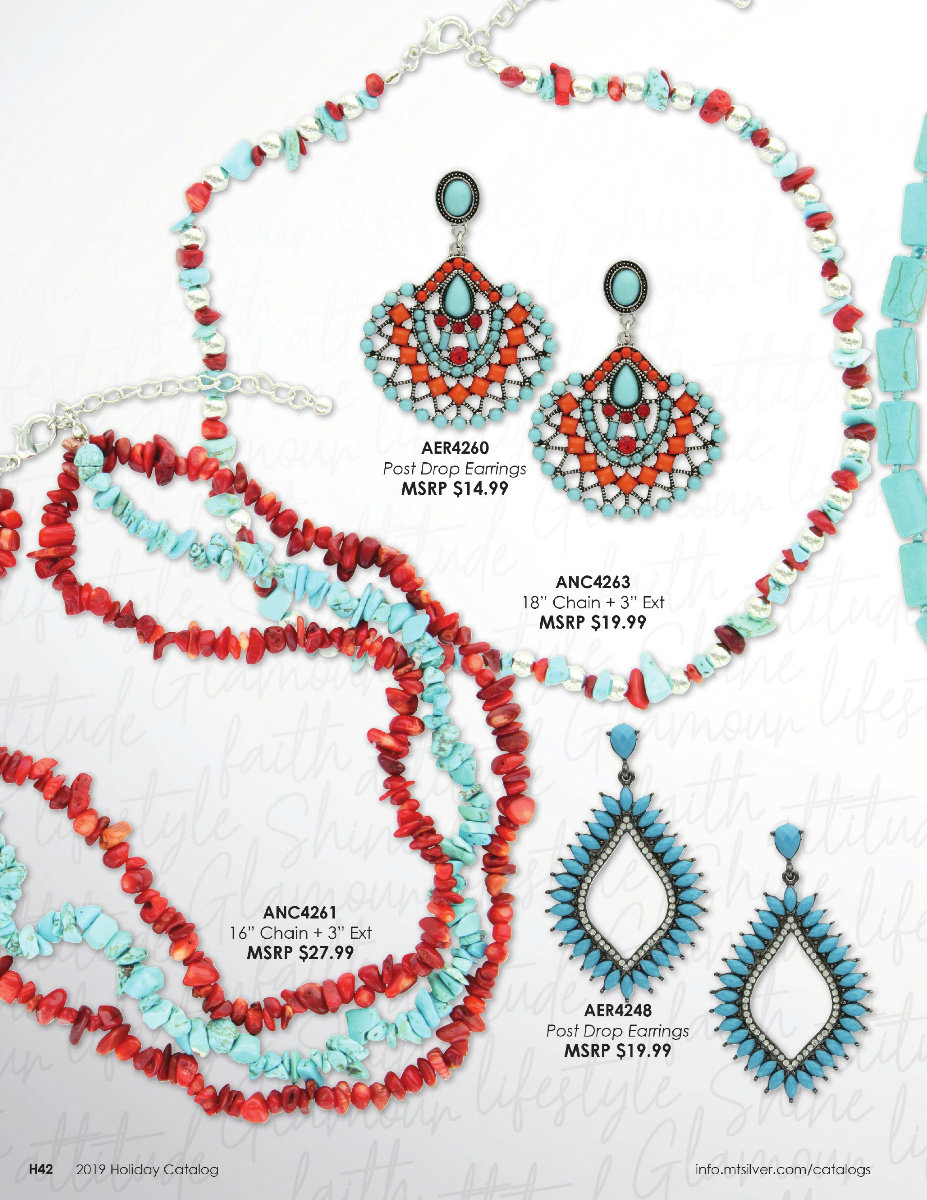 AER4260
Post Drop Earrings
MSRP $14.99
ANC4263
18” Chain + 3” Ext
MSRP $19.99
ANC4261
16” Chain + 3” Ext
MSRP $27.99
AER4248
Post Drop Earrings
MSRP $19.99
H42 2019 Holiday Catalog
info.mtsilver.com/catalogs